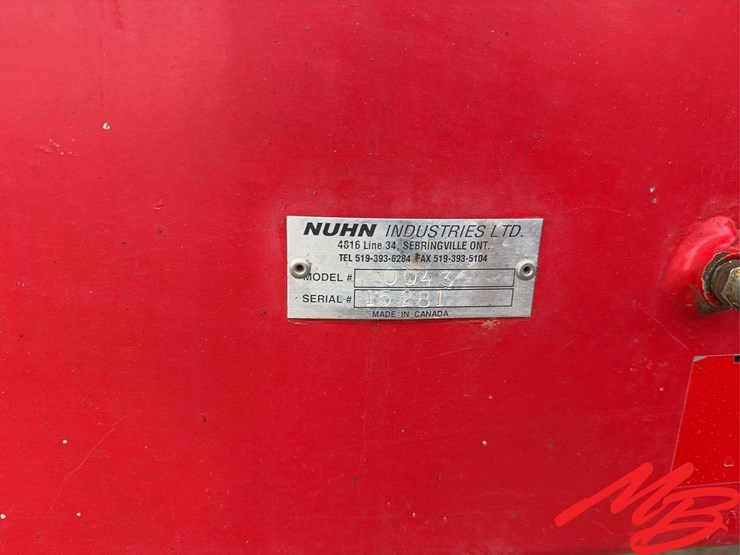 NUHN INDUSTRIES LTD.
4816 Line 34, SEBRINGVILLE ONT.
TEL 519-393-6284 FAX 519-393-5104
MODEL #
SERIAL # 15281
MADE IN CANADA
MB